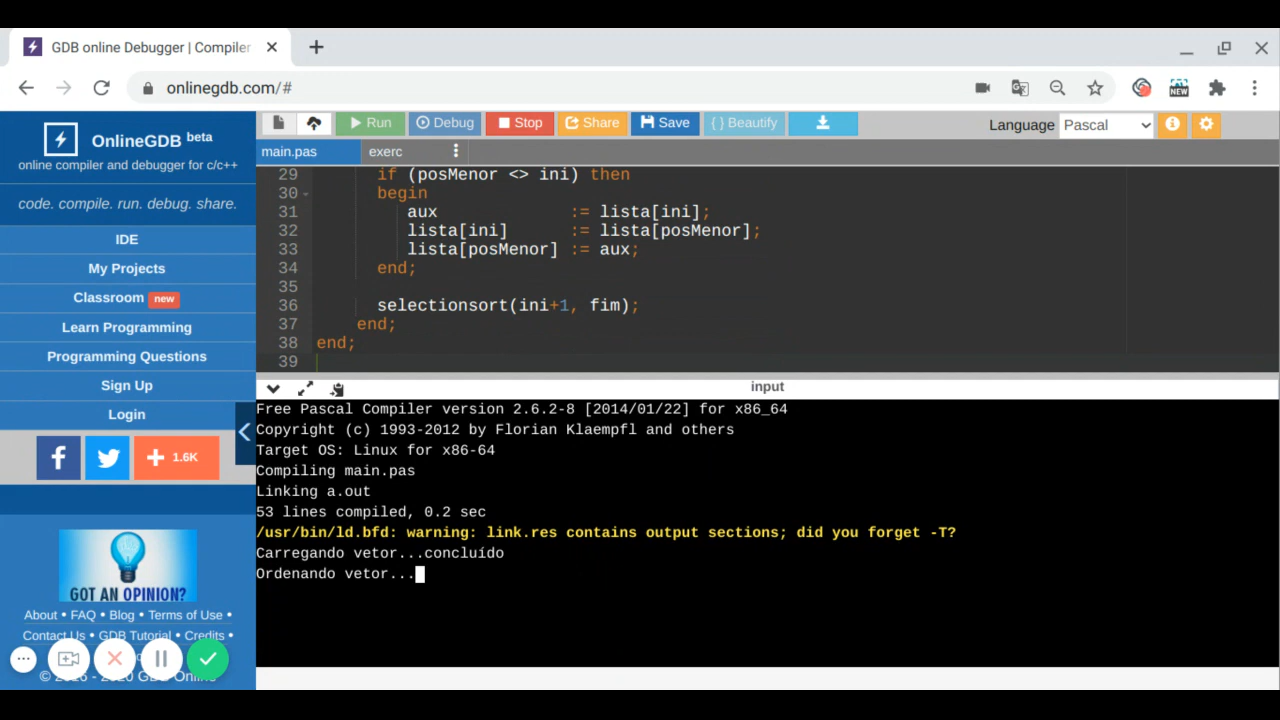 GDB online Debugger | Compiler
onlinegdb.com/#
NEW
OnlineGDB beta
online compiler and debugger for c/c++
code. compile. run. debug. share.
IDE
My Projects
Classroom new
Learn Programming
Programming Questions
Sign Up
Login
1.6K
GOT AN OPINION?
About • FAQ • Blog • Terms of Use •
Contact Us • GDB Tutorial • Credits •
GDB Online
Run Debug Stop Share Save { } Beautify
Language Pascal
main.pas exerc
29 if (posMenor <> ini) then
30 begin
31 aux := lista[ini];
32 lista[ini] := lista[posMenor];
33 lista[posMenor] := aux;
34 end;
35
36 selectionsort(ini+1, fim);
37 end;
38 end;
39
input
Free Pascal Compiler version 2.6.2-8 [2014/01/22] for x86_64
Copyright (c) 1993-2012 by Florian Klaempfl and others
Target OS: Linux for x86-64
Compiling main.pas
Linking a.out
53 lines compiled, 0.2 sec
/usr/bin/ld.bfd: warning: link.res contains output sections; did you forget -T?
Carregando vetor...concluído
Ordenando vetor...